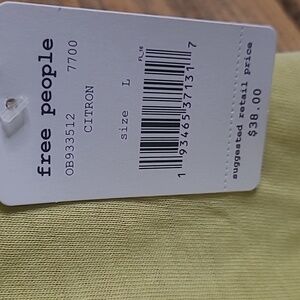 free people
OB933512 7700
CITRON
size L
1 93465 37131 7
suggested retail price
$38.00